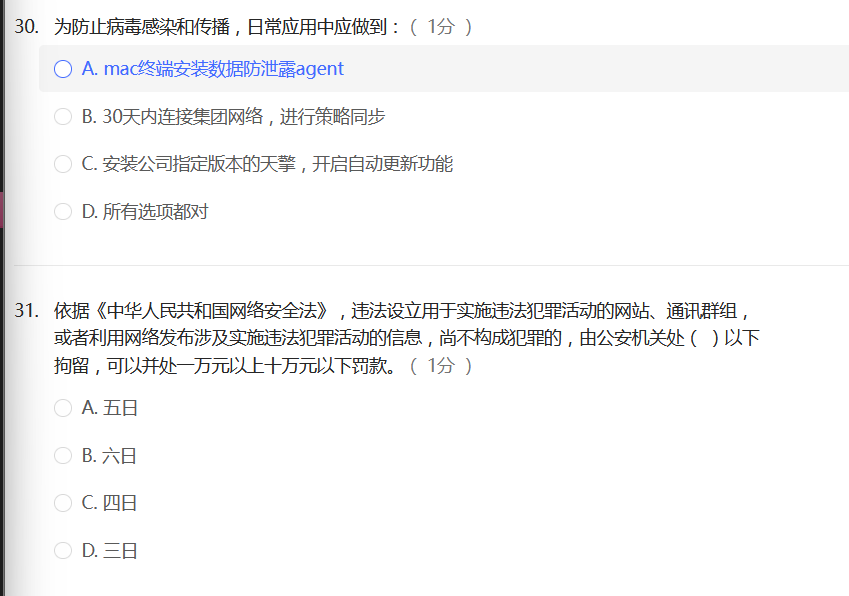 30. 为防止病毒感染和传播，日常应用中应做到：（ 1分 ）
A. mac终端安装数据防泄露agent
B. 30天内连接集团网络，进行策略同步
C. 安装公司指定版本的天擎，开启自动更新功能
D. 所有选项都对
31. 依据《中华人民共和国网络安全法》，违法设立用于实施违法犯罪活动的网站、通讯群组，
或者利用网络发布涉及实施违法犯罪活动的信息，尚不构成犯罪的，由公安机关处（ ）以下
拘留，可以并处一万元以上十万元以下罚款。（ 1分 ）
A. 五日
B. 六日
C. 四日
D. 三日